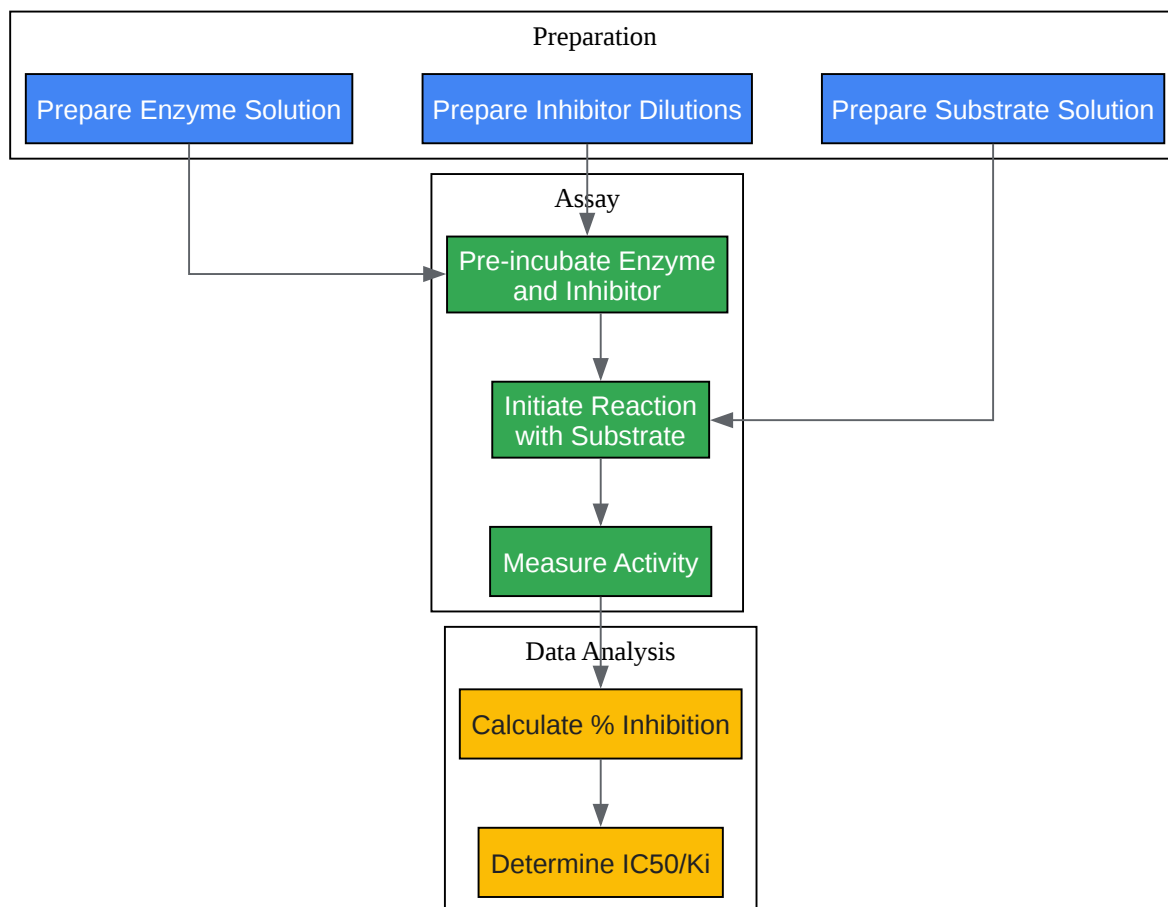 Preparation
Prepare Enzyme Solution
Prepare Inhibitor Dilutions
Prepare Substrate Solution
Assay
Pre-incubate Enzyme
and Inhibitor
Initiate Reaction
with Substrate
Measure Activity
Data Analysis
Calculate % Inhibition
Determine IC50/Ki